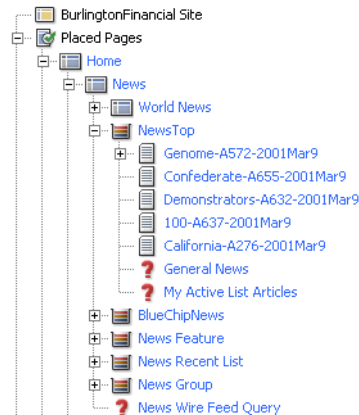 BurlingtonFinancial Site
Placed Pages
Home
News
World News
NewsTop
Genome-A572-2001Mar9
Confederate-A655-2001Mar9
Demonstrators-A632-2001Mar9
100-A637-2001Mar9
California-A276-2001Mar9
? General News
? My Active List Articles
BlueChipNews
News Feature
News Recent List
News Group
? News Wire Feed Query